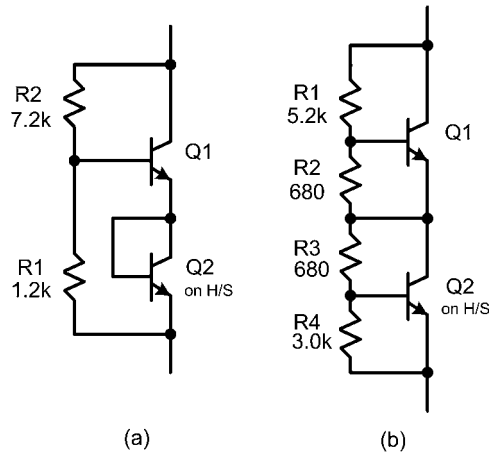 R2
7.2k
Q1
R1
1.2k
Q2
on H/S
(a)
R1
5.2k
Q1
R2
680
R3
680
Q2
on H/S
R4
3.0k
(b)